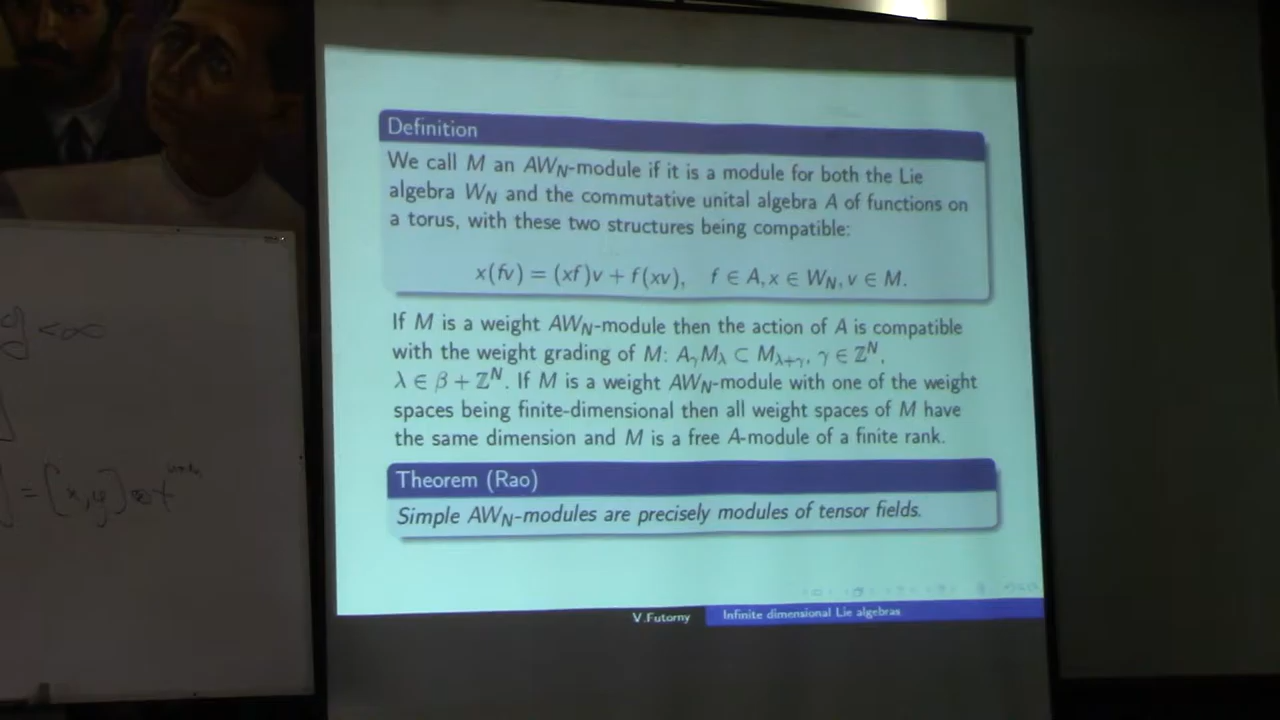 Definition
We call M an AW_N-module if it is a module for both the Lie
algebra W_N and the commutative unital algebra A of functions on
a torus, with these two structures being compatible:
x(fv) = (xf)v + f(xv), f ∈ A, x ∈ W_N, v ∈ M.
If M is a weight AW_N-module then the action of A is compatible
with the weight grading of M: A_γM_λ ⊂ M_{λ+γ}, γ ∈ ℤ^N,
λ ∈ β + ℤ^N. If M is a weight AW_N-module with one of the weight
spaces being finite-dimensional then all weight spaces of M have
the same dimension and M is a free A-module of a finite rank.
Theorem (Rao)
Simple AW_N-modules are precisely modules of tensor fields.
V.Futorny Infinite dimensional Lie algebras
< ∞
= [x,y] ⊗ t